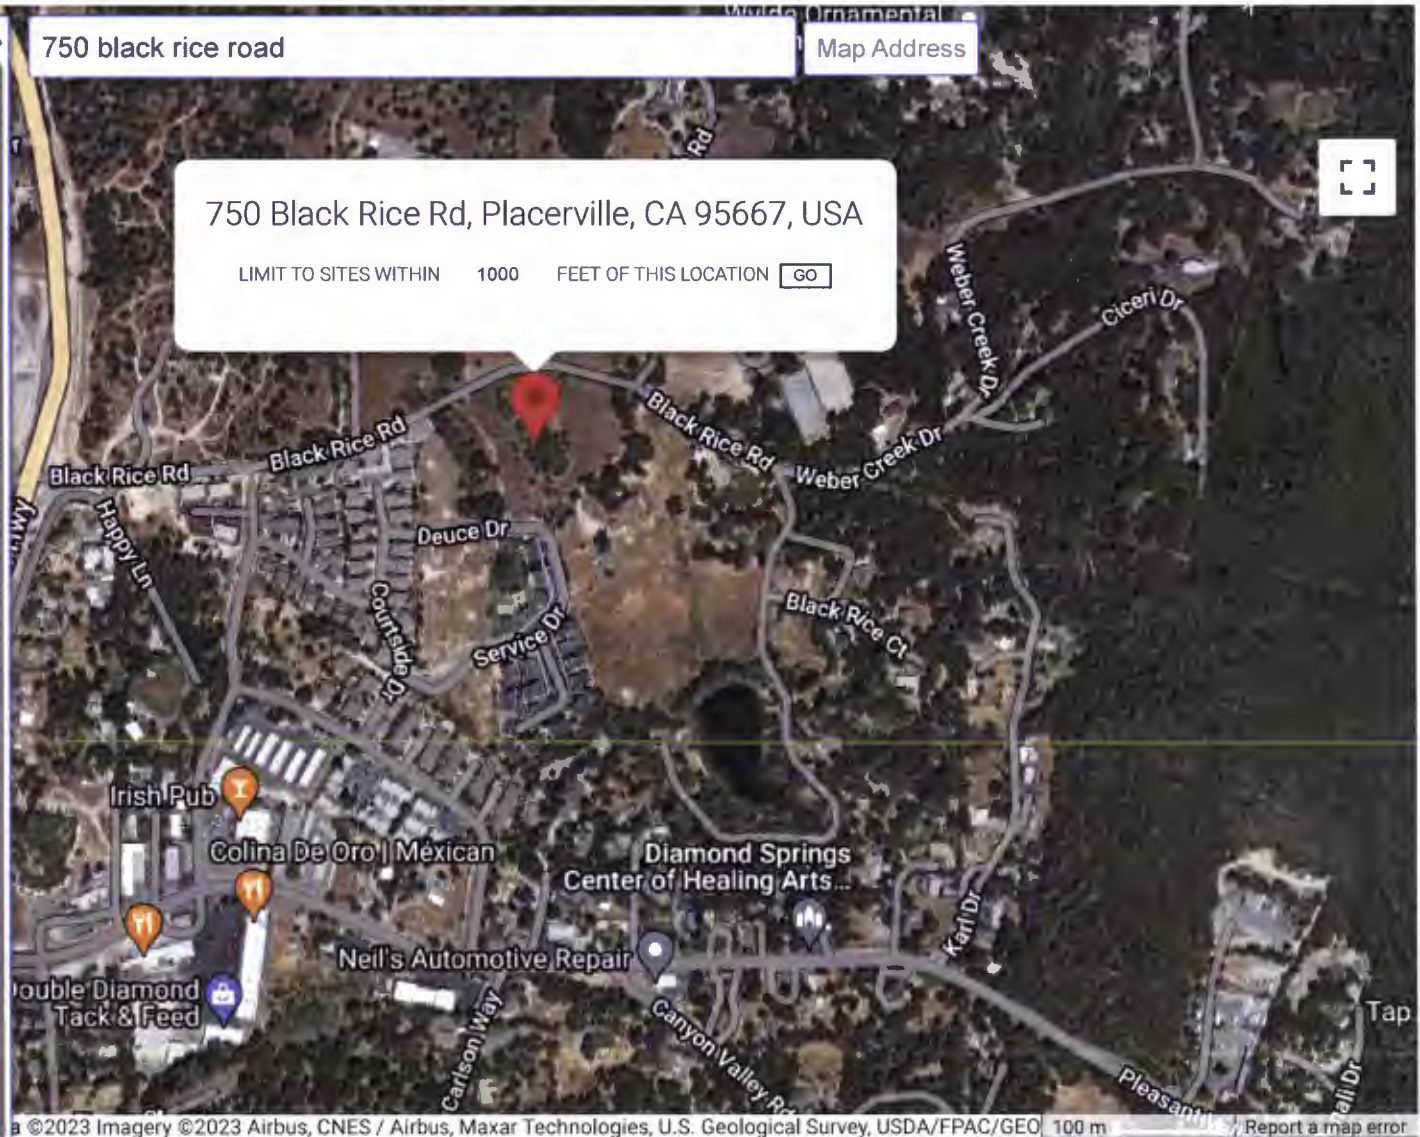 Wylde Ornamental
750 black rice road
Map Address
Rd
750 Black Rice Rd, Placerville, CA 95667, USA
LIMIT TO SITES WITHIN 1000 FEET OF THIS LOCATION GO
Weber Creek Dr
Ciceri Dr
Black Rice Rd
Black Rice Rd
Black Rice Rd
Weber Creek Dr
Happy Ln
Deuce Dr
Courtside Dr
Service Dr
Black Rice Ct
Irish Pub
Colina De Oro | Mexican
Diamond Springs
Center of Healing Arts...
Karl Dr
Neil's Automotive Repair
ouble Diamond
Tack & Feed
Carlson Way
Canyon Valley Rd
Tap
Pleasant
ali Dr
a ©2023 Imagery ©2023 Airbus, CNES / Airbus, Maxar Technologies, U.S. Geological Survey, USDA/FPAC/GEO 100 m Report a map error